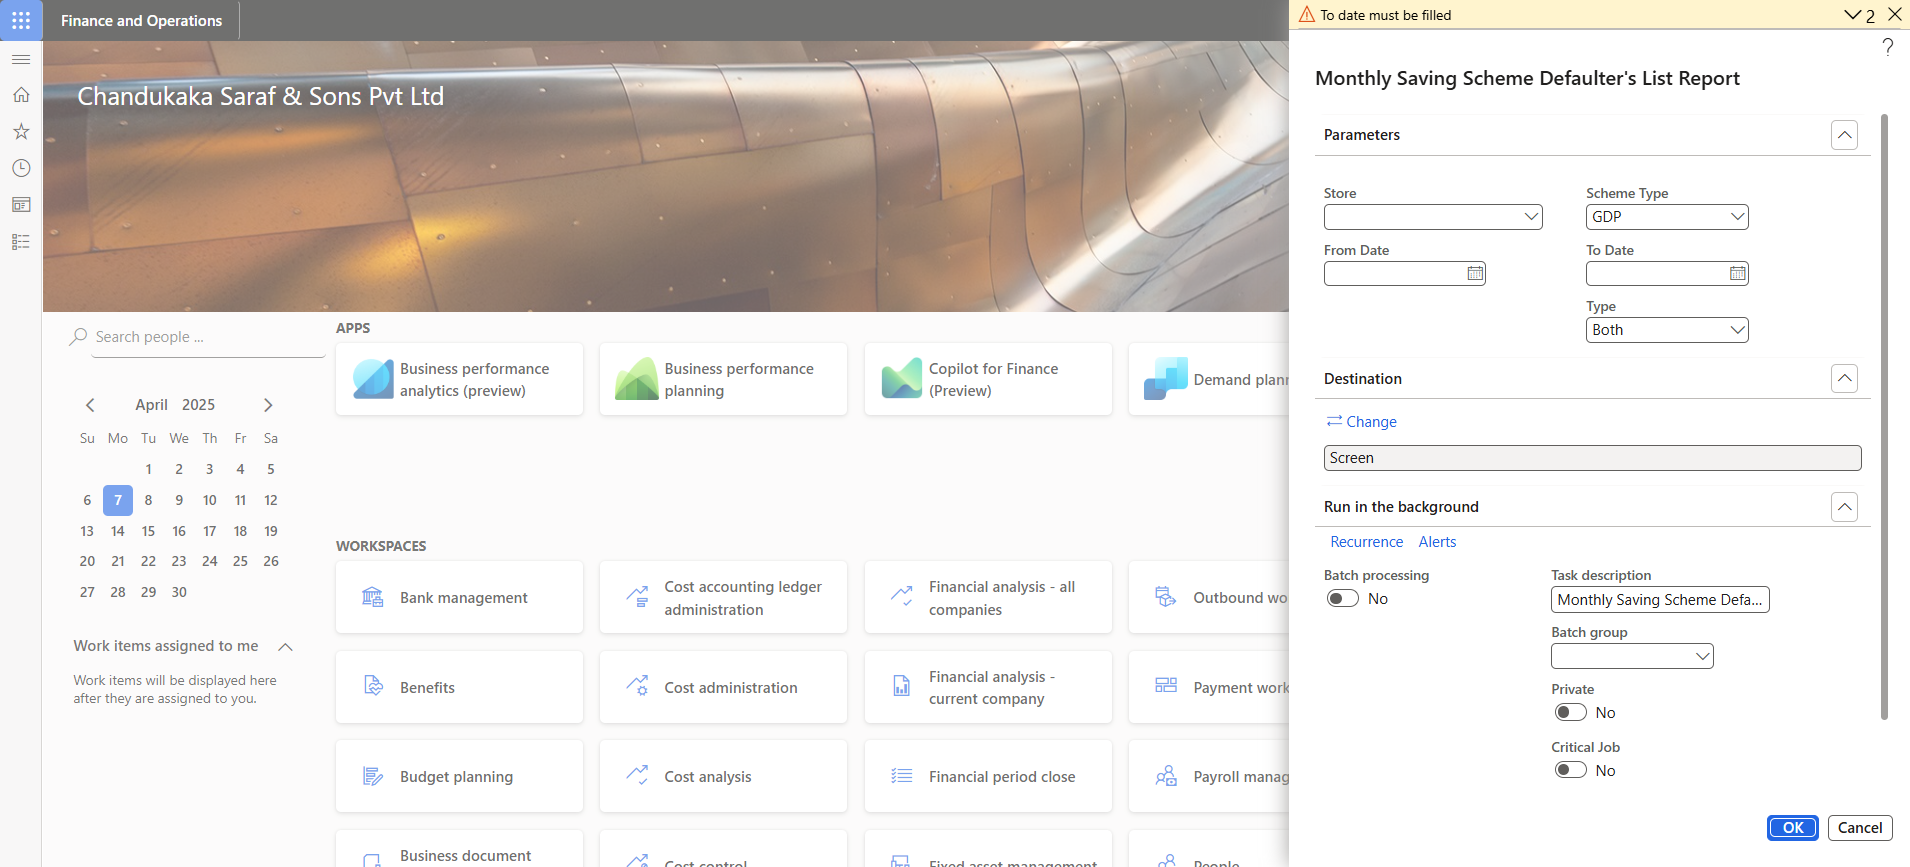 Finance and Operations
To date must be filled
2
?
Chandukaka Saraf & Sons Pvt Ltd
Search people ...
April 2025
Su Mo Tu We Th Fr Sa
1 2 3 4 5
6 7 8 9 10 11 12
13 14 15 16 17 18 19
20 21 22 23 24 25 26
27 28 29 30
Work items assigned to me
Work items will be displayed here
after they are assigned to you.
APPS
Business performance
analytics (preview)
Business performance
planning
Copilot for Finance
(Preview)
Demand plann
WORKSPACES
Bank management
Cost accounting ledger
administration
Financial analysis - all
companies
Outbound wo
Benefits
Cost administration
Financial analysis -
current company
Payment work
Budget planning
Cost analysis
Financial period close
Payroll manag
Business document
Cost control
Fixed asset management
People
Monthly Saving Scheme Defaulter's List Report
Parameters
Store
Scheme Type
GDP
From Date
To Date
Type
Both
Destination
Change
Screen
Run in the background
Recurrence Alerts
Batch processing
No
Task description
Monthly Saving Scheme Defa...
Batch group
Private
No
Critical Job
No
OK
Cancel